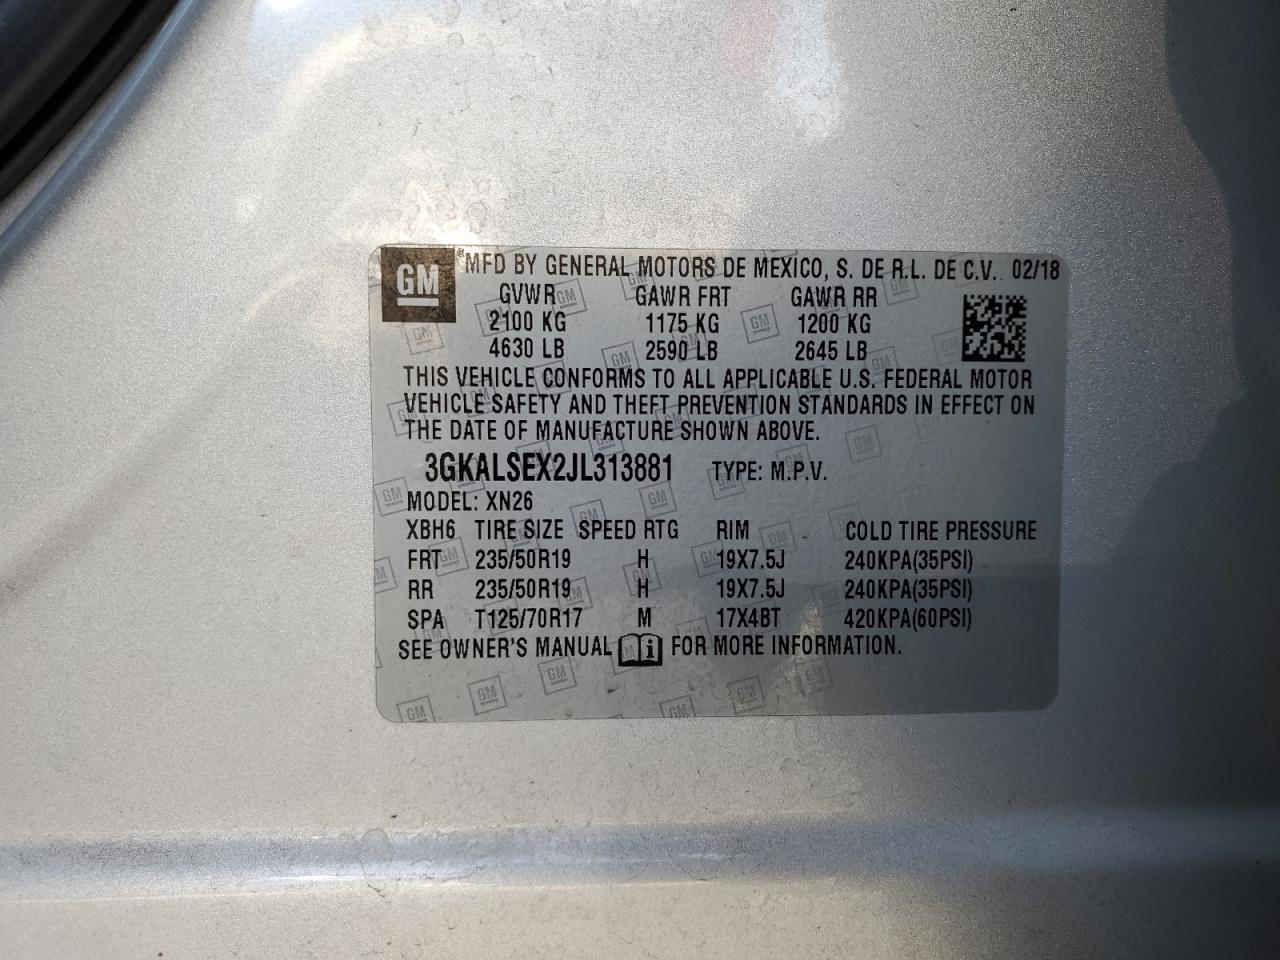 GM MFD BY GENERAL MOTORS DE MEXICO, S. DE R.L. DE C.V. 02/18
GVWR GAWR FRT GAWR RR
2100 KG 1175 KG 1200 KG
4630 LB 2590 LB 2645 LB
THIS VEHICLE CONFORMS TO ALL APPLICABLE U.S. FEDERAL MOTOR
VEHICLE SAFETY AND THEFT PREVENTION STANDARDS IN EFFECT ON
THE DATE OF MANUFACTURE SHOWN ABOVE.
3GKALSEX2JL313881 TYPE: M.P.V.
MODEL: XN26
XBH6 TIRE SIZE SPEED RTG RIM COLD TIRE PRESSURE
FRT 235/50R19 H 19X7.5J 240KPA(35PSI)
RR 235/50R19 H 19X7.5J 240KPA(35PSI)
SPA T125/70R17 M 17X4BT 420KPA(60PSI)
SEE OWNER'S MANUAL FOR MORE INFORMATION.